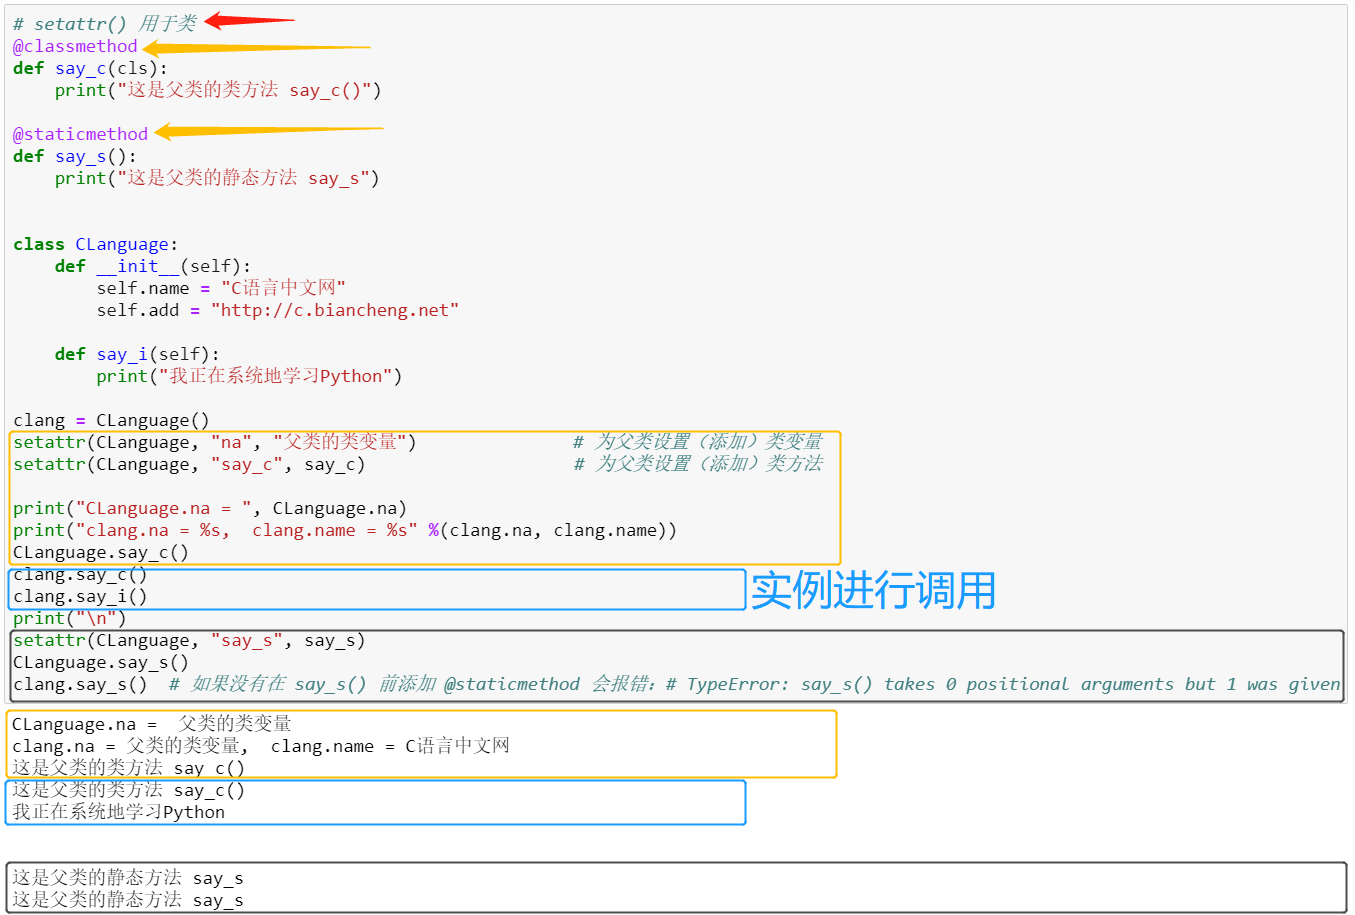 # setattr() 用于类
@classmethod
def say_c(cls):
    print("这是父类的类方法 say_c()")
@staticmethod
def say_s():
    print("这是父类的静态方法 say_s")
class CLanguage:
    def __init__(self):
        self.name = "C语言中文网"
        self.add = "http://c.biancheng.net"
    def say_i(self):
        print("我正在系统地学习Python")
clang = CLanguage()
setattr(CLanguage, "na", "父类的类变量")               # 为父类设置（添加）类变量
setattr(CLanguage, "say_c", say_c)                    # 为父类设置（添加）类方法
print("CLanguage.na = ", CLanguage.na)
print("clang.na = %s,  clang.name = %s" %(clang.na, clang.name))
CLanguage.say_c()
clang.say_c()
clang.say_i()
实例进行调用
print("\n")
setattr(CLanguage, "say_s", say_s)
CLanguage.say_s()
clang.say_s()  # 如果没有在 say_s() 前添加 @staticmethod 会报错：# TypeError: say_s() takes 0 positional arguments but 1 was given
CLanguage.na =  父类的类变量
clang.na = 父类的类变量,  clang.name = C语言中文网
这是父类的类方法 say_c()
这是父类的类方法 say_c()
我正在系统地学习Python
这是父类的静态方法 say_s
这是父类的静态方法 say_s